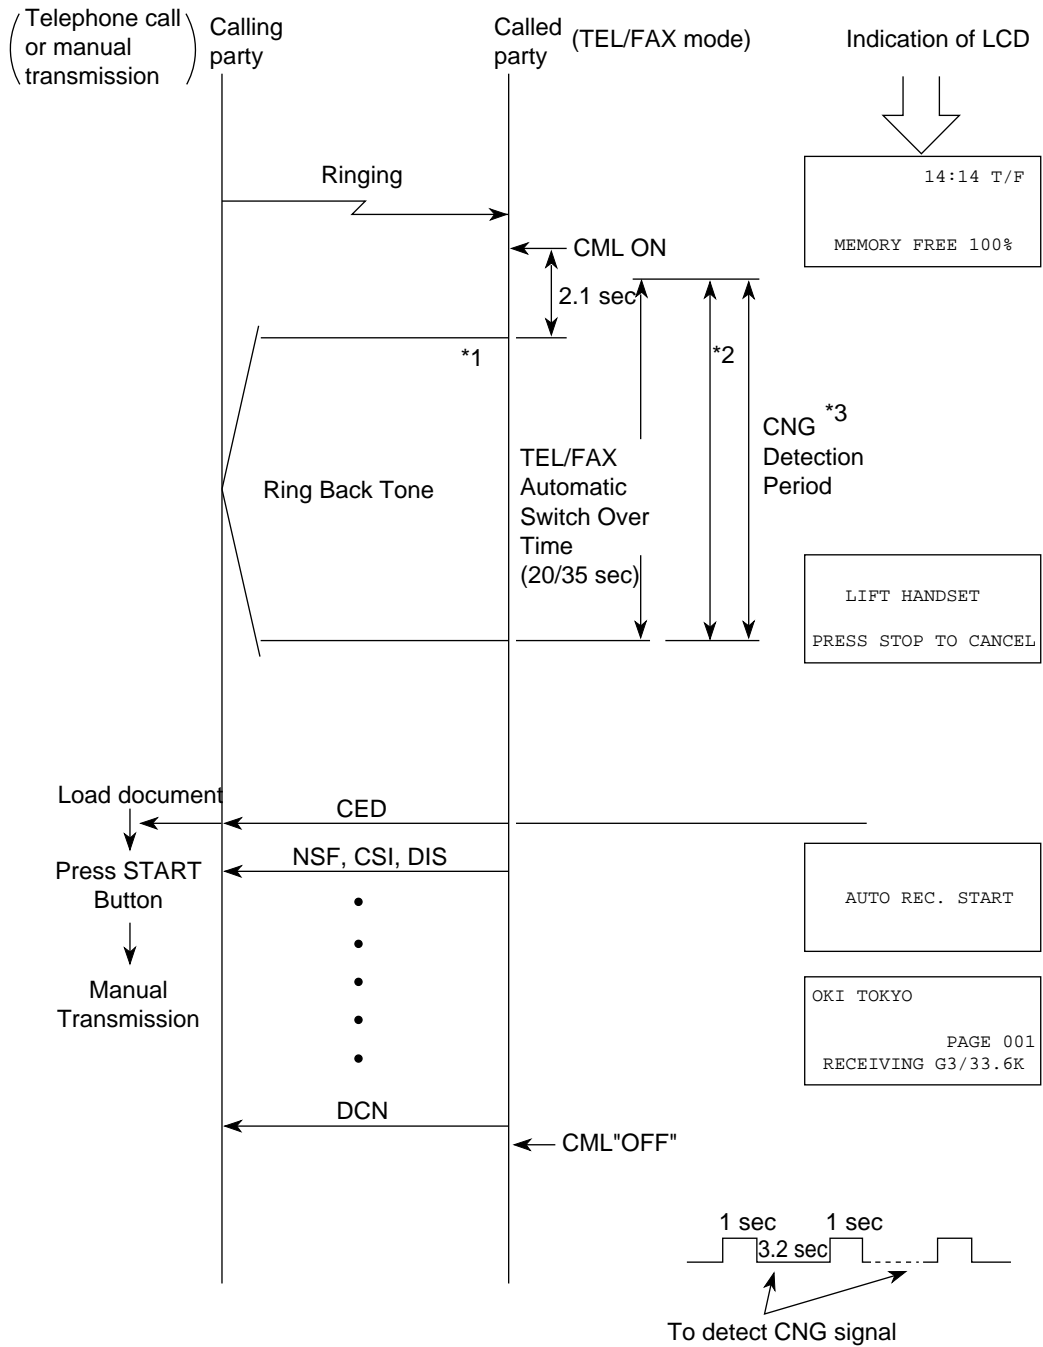 Telephone call
or manual
transmission
Calling
party
Called
party
(TEL/FAX mode)
Indication of LCD
Ringing
14:14 T/F
MEMORY FREE 100%
CML ON
2.1 sec
*1
*2
CNG *3
Detection
Period
TEL/FAX
Automatic
Switch Over
Time
(20/35 sec)
Ring Back Tone
LIFT HANDSET
PRESS STOP TO CANCEL
Load document
CED
Press START
Button
NSF, CSI, DIS
AUTO REC. START
Manual
Transmission
OKI TOKYO
PAGE 001
RECEIVING G3/33.6K
DCN
CML"OFF"
1 sec
1 sec
3.2 sec
To detect CNG signal